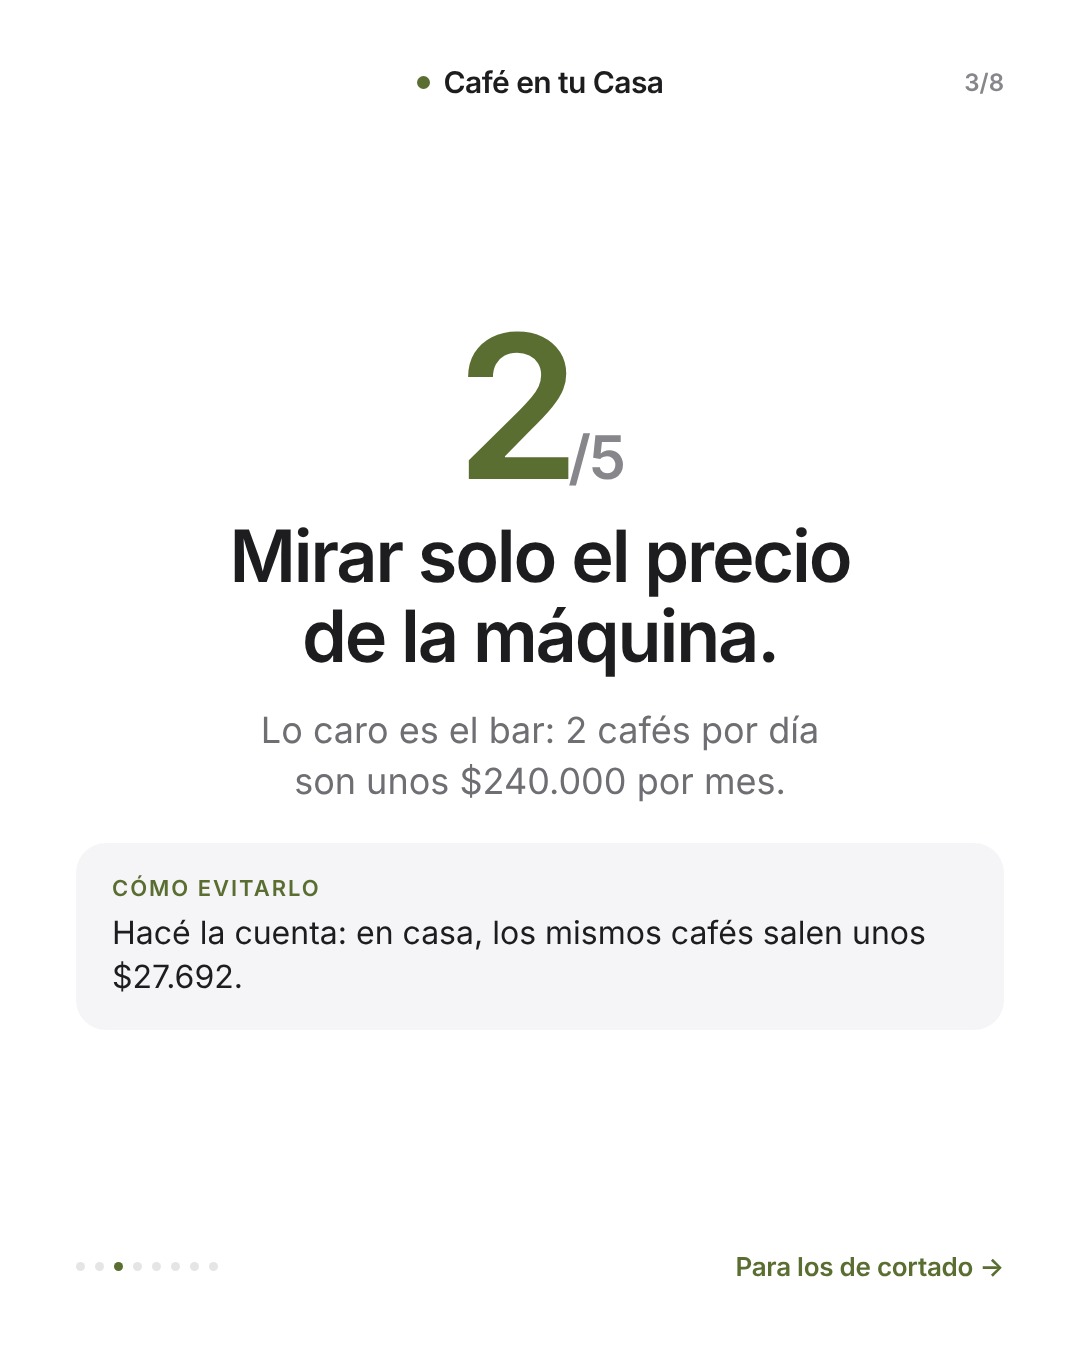 Café en tu Casa
3/8
2/5
Mirar solo el precio
de la máquina.
Lo caro es el bar: 2 cafés por día
son unos $240.000 por mes.
CÓMO EVITARLO
Hacé la cuenta: en casa, los mismos cafés salen unos
$27.692.
Para los de cortado →